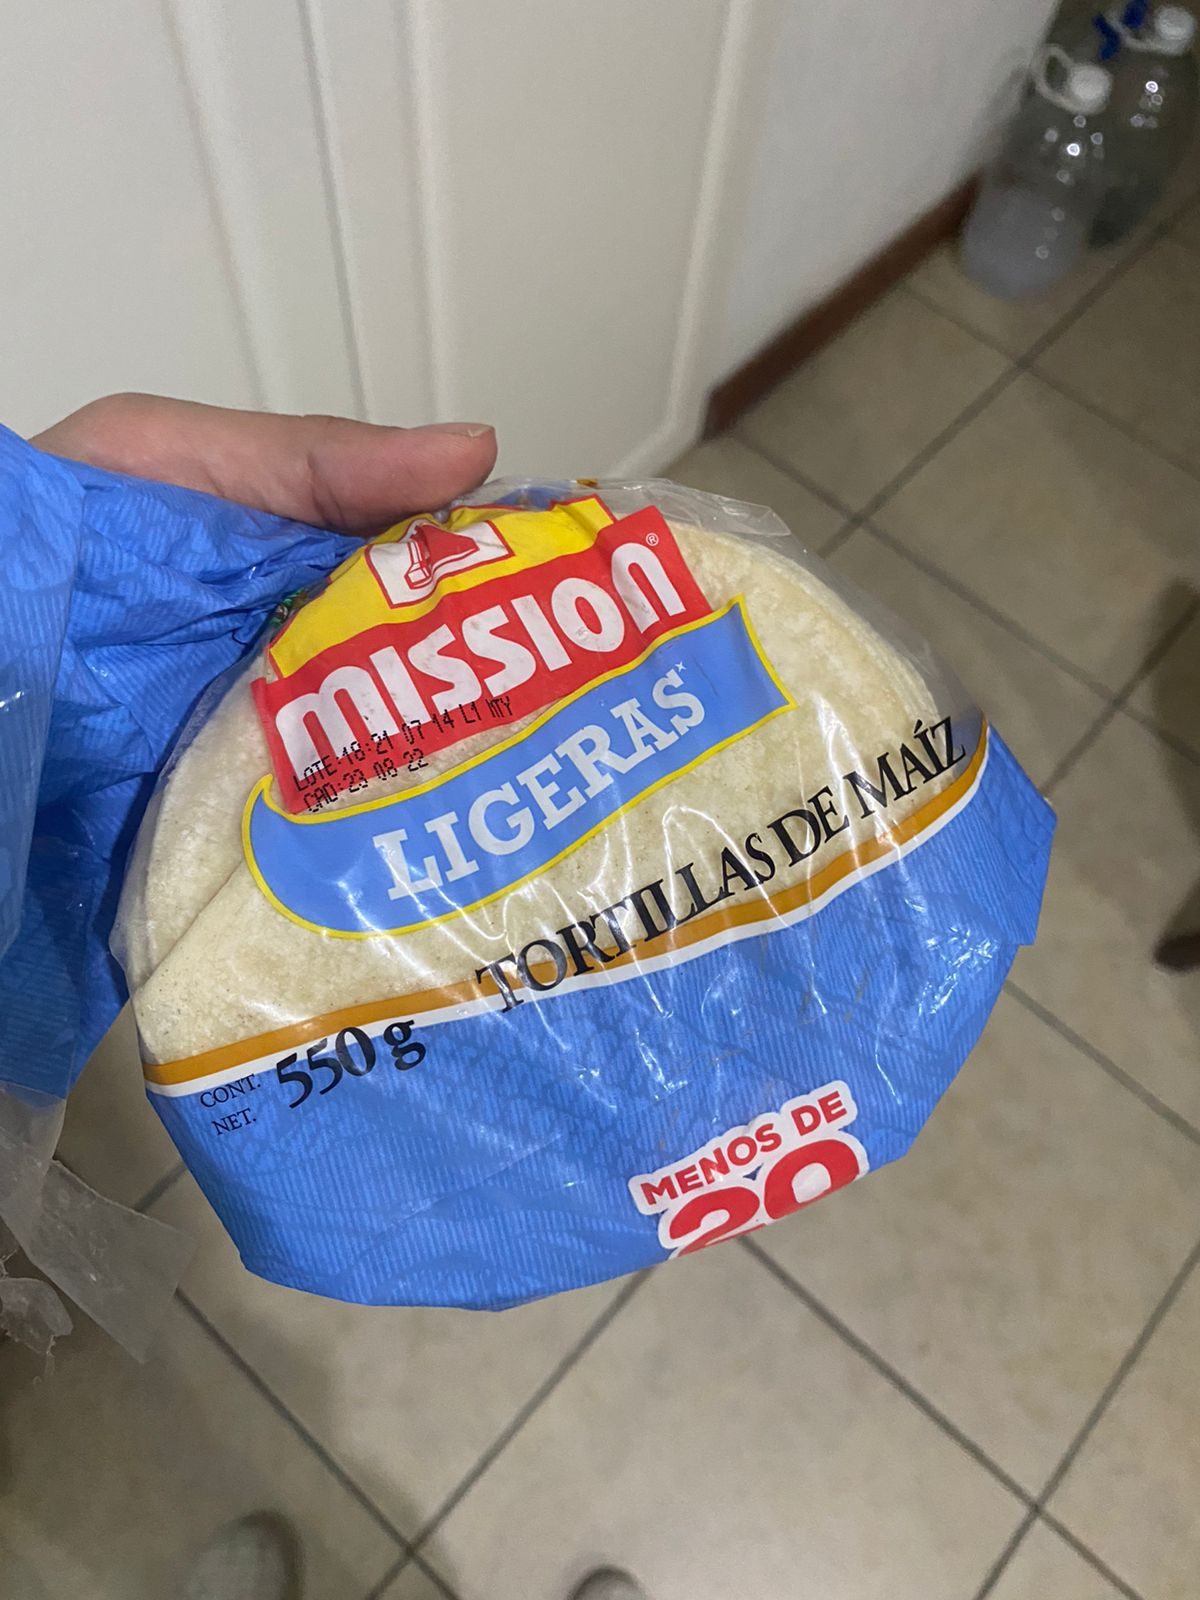 MISSION®
LOTE:18:21 07 14 L1 MTY
CAD:23 08 22
LIGERAS
TORTILLAS DE MAÍZ
CONT. NET. 550 g
MENOS DE